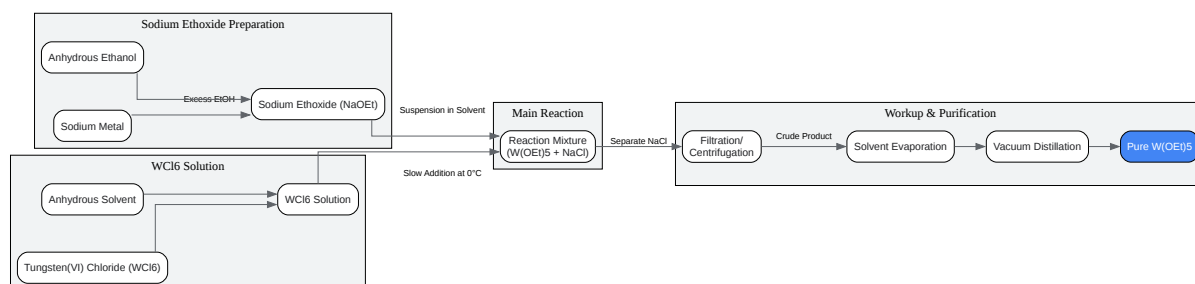 Sodium Ethoxide Preparation
Anhydrous Ethanol
Excess EtOH
Sodium Ethoxide (NaOEt)
Sodium Metal
WCl6 Solution
Anhydrous Solvent
WCl6 Solution
Tungsten(VI) Chloride (WCl6)
Suspension in Solvent
Slow Addition at 0°C
Main Reaction
Reaction Mixture
(W(OEt)5 + NaCl)
Separate NaCl
Workup & Purification
Filtration/
Centrifugation
Crude Product
Solvent Evaporation
Vacuum Distillation
Pure W(OEt)5